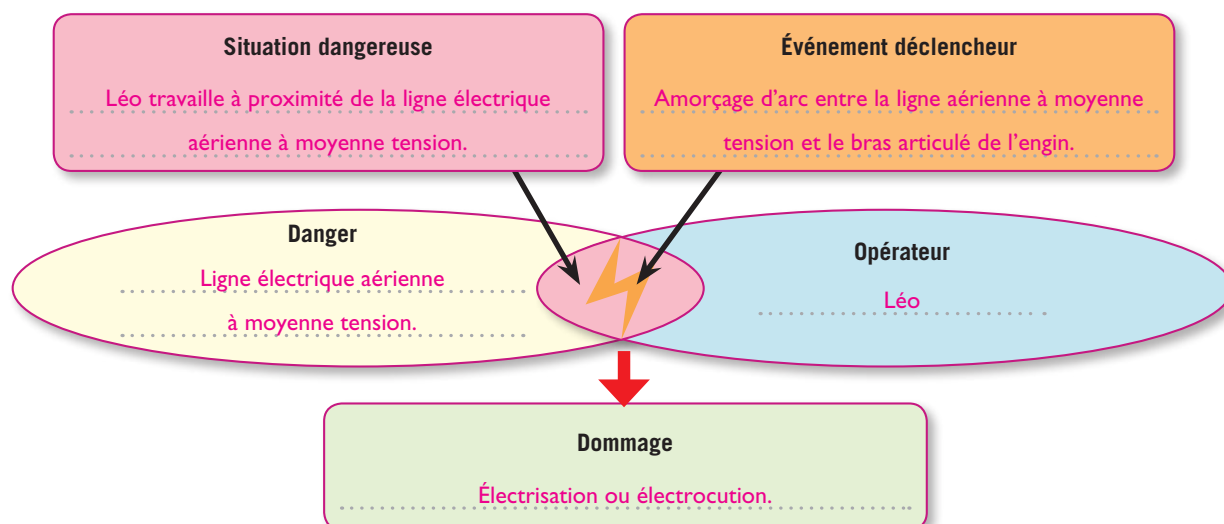 Situation dangereuse
Léo travaille à proximité de la ligne électrique
aérienne à moyenne tension.
Événement déclencheur
Amorçage d'arc entre la ligne aérienne à moyenne
tension et le bras articulé de l'engin.
Danger
Ligne électrique aérienne
à moyenne tension.
Opérateur
Léo
Dommage
Électrisation ou électrocution.